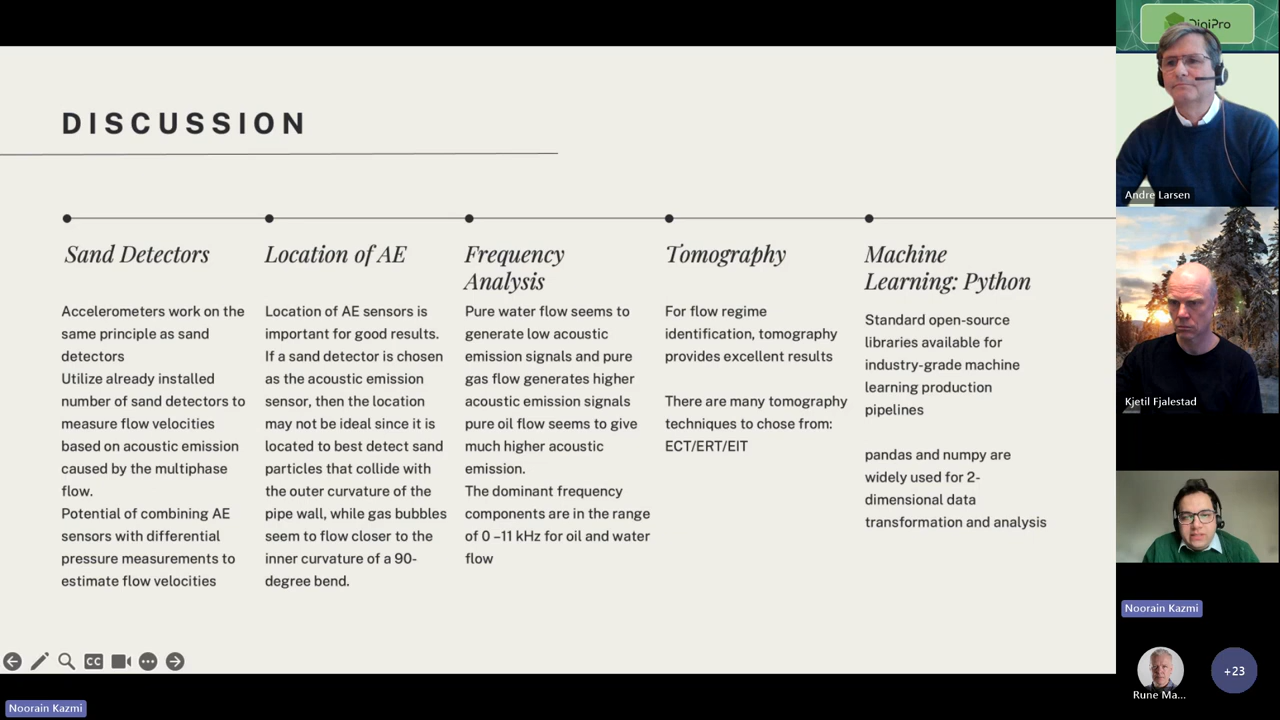 DISCUSSION
Sand Detectors
Accelerometers work on the
same principle as sand
detectors
Utilize already installed
number of sand detectors to
measure flow velocities
based on acoustic emission
caused by the multiphase
flow.
Potential of combining AE
sensors with differential
pressure measurements to
estimate flow velocities
Location of AE
Location of AE sensors is
important for good results.
If a sand detector is chosen
as the acoustic emission
sensor, then the location
may not be ideal since it is
located to best detect sand
particles that collide with
the outer curvature of the
pipe wall, while gas bubbles
seem to flow closer to the
inner curvature of a 90-
degree bend.
Frequency
Analysis
Pure water flow seems to
generate low acoustic
emission signals and pure
gas flow generates higher
acoustic emission signals
pure oil flow seems to give
much higher acoustic
emission.
The dominant frequency
components are in the range
of 0 –11 kHz for oil and water
flow
Tomography
For flow regime
identification, tomography
provides excellent results
There are many tomography
techniques to chose from:
ECT/ERT/EIT
Machine
Learning: Python
Standard open-source
libraries available for
industry-grade machine
learning production
pipelines
pandas and numpy are
widely used for 2-
dimensional data
transformation and analysis
CC
Noorain Kazmi
DigiPro
Andre Larsen
Kjetil Fjalestad
Noorain Kazmi
Rune Ma...
+23